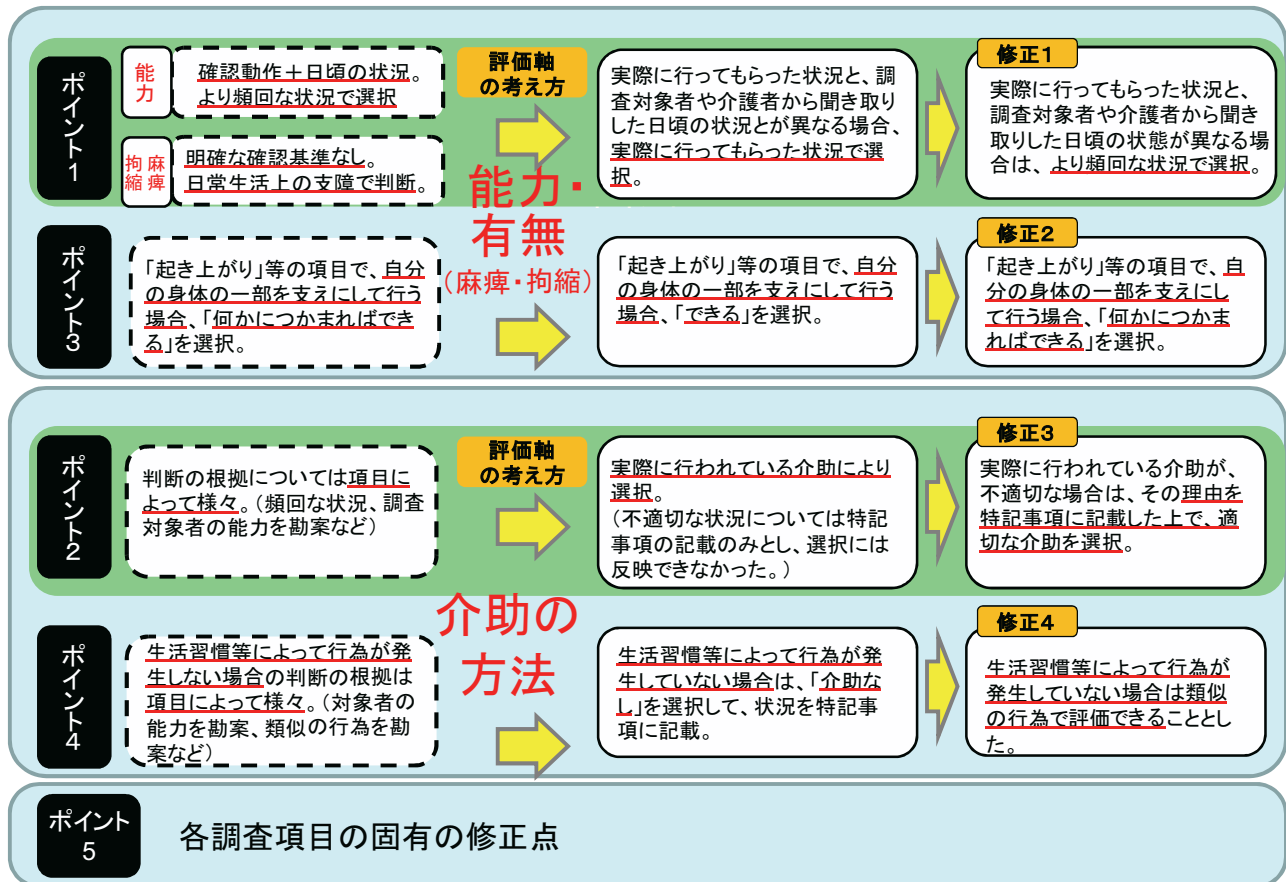 ポイント1
能力
確認動作＋日頃の状況。
より頻回な状況で選択
麻痺
拘縮
明確な確認基準なし。
日常生活上の支障で判断。
評価軸
の考え方
実際に行ってもらった状況と、調
査対象者や介護者から聞き取り
した日頃の状況とが異なる場合、
実際に行ってもらった状況で選
択。
修正1
実際に行ってもらった状況と、
調査対象者や介護者から聞き
取りした日頃の状態が異なる場
合は、より頻回な状況で選択。
能力・
有無
（麻痺・拘縮）
ポイント3
「起き上がり」等の項目で、自分
の身体の一部を支えにして行う
場合、「何かにつかまればでき
る」を選択。
「起き上がり」等の項目で、自分
の身体の一部を支えにして行う
場合、「できる」を選択。
修正2
「起き上がり」等の項目で、自
分の身体の一部を支えにし
て行う場合、「何かにつかま
ればできる」を選択。
ポイント2
判断の根拠については項目に
よって様々。（頻回な状況、調査
対象者の能力を勘案など）
評価軸
の考え方
実際に行われている介助により
選択。
（不適切な状況については特記
事項の記載のみとし、選択には
反映できなかった。）
修正3
実際に行われている介助が、
不適切な場合は、その理由を
特記事項に記載した上で、適
切な介助を選択。
介助の
方法
ポイント4
生活習慣等によって行為が発
生しない場合の判断の根拠は
項目によって様々。（対象者の
能力を勘案、類似の行為を勘
案など）
生活習慣等によって行為が発
生していない場合は、「介助な
し」を選択して、状況を特記事
項に記載。
修正4
生活習慣等によって行為が
発生していない場合は類似
の行為で評価できることとし
た。
ポイント
5
各調査項目の固有の修正点